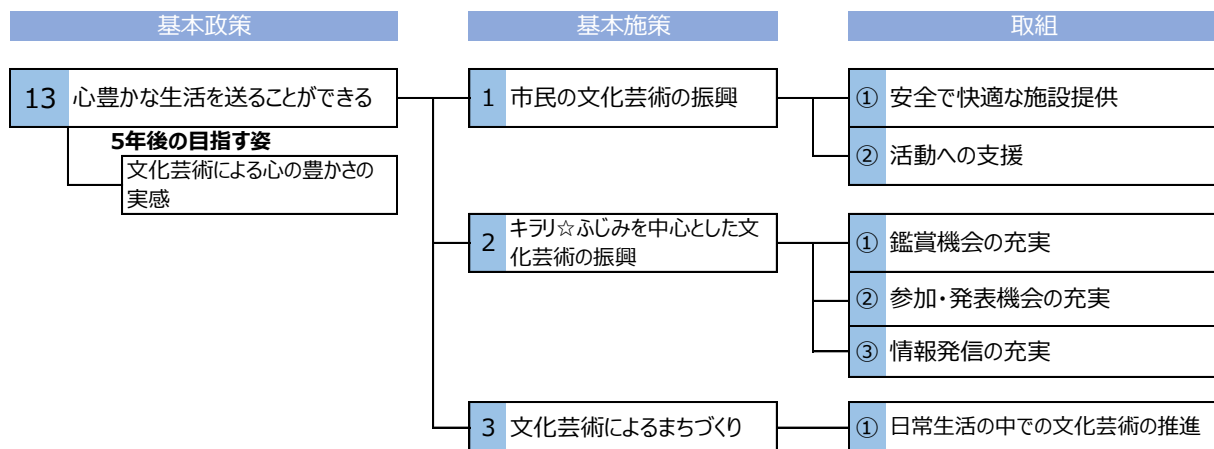 基本政策
基本施策
取組
13 心豊かな生活を送ることができる
5年後の目指す姿
文化芸術による心の豊かさの
実感
1 市民の文化芸術の振興
① 安全で快適な施設提供
② 活動への支援
2 キラリ☆ふじみを中心とした文
化芸術の振興
① 鑑賞機会の充実
② 参加・発表機会の充実
③ 情報発信の充実
3 文化芸術によるまちづくり
① 日常生活の中での文化芸術の推進